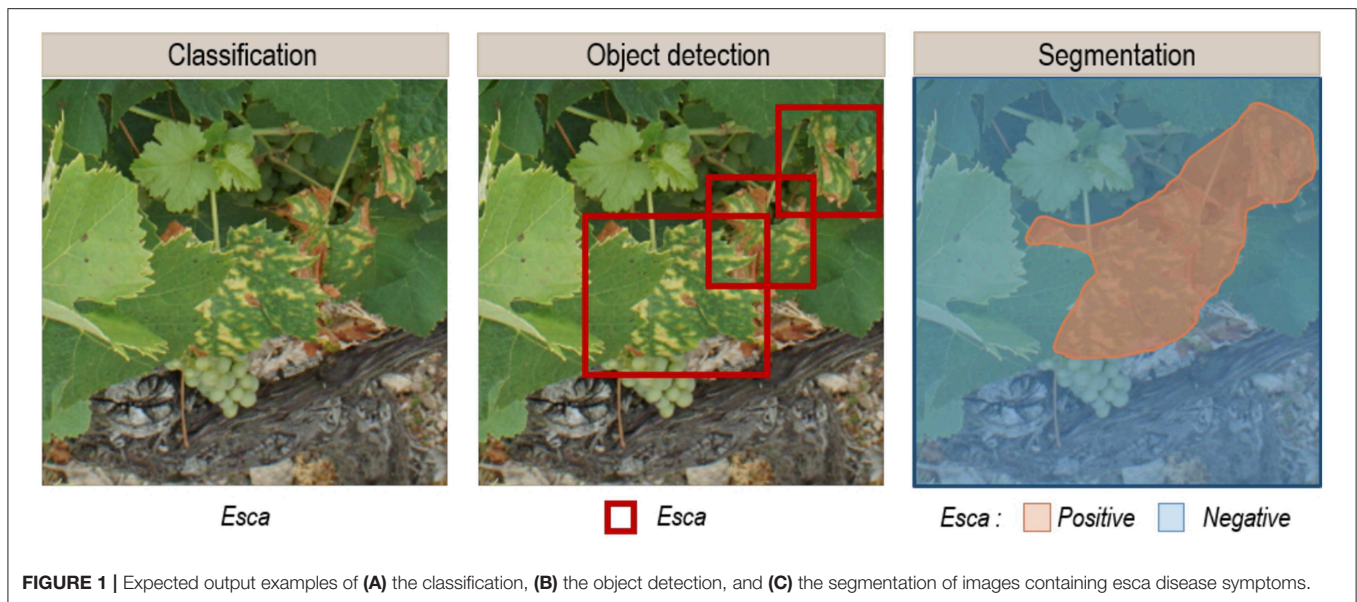 Classification
Object detection
Segmentation
Esca
Esca
Esca : Positive Negative
FIGURE 1 | Expected output examples of (A) the classification, (B) the object detection, and (C) the segmentation of images containing esca disease symptoms.